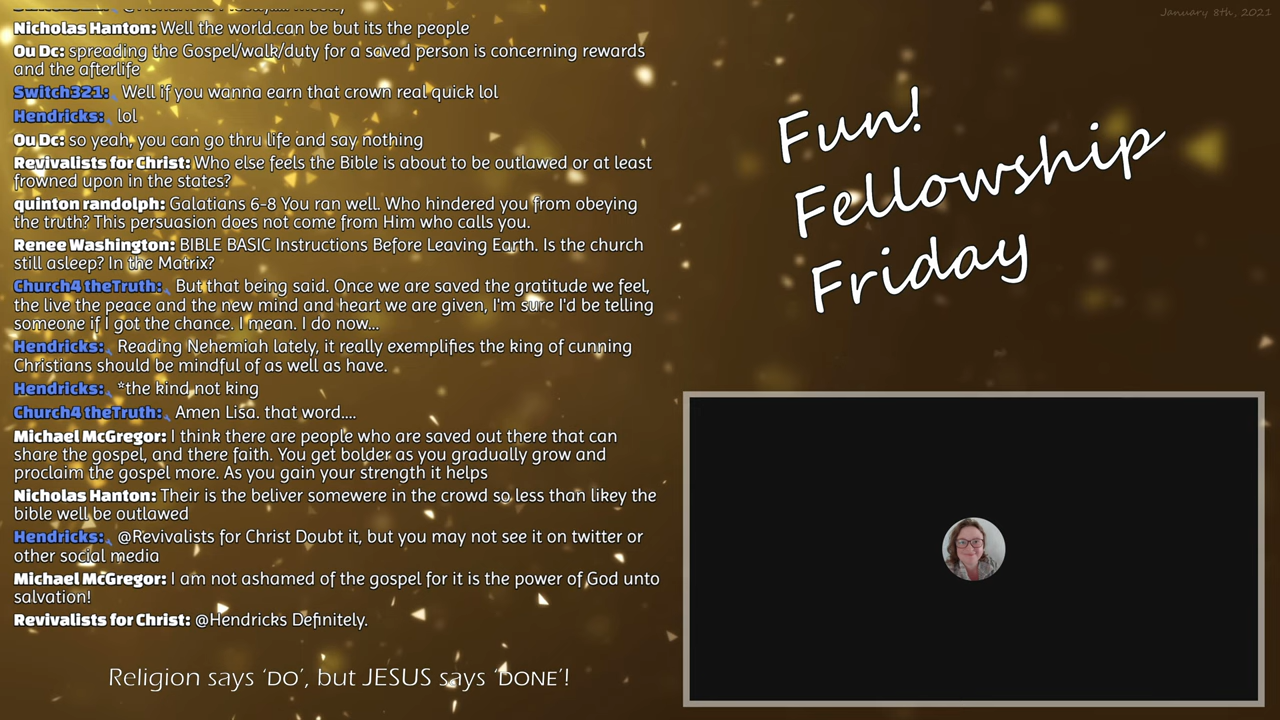 January 8th, 2021
Nicholas Hanton: Well the world.can be but its the people
Ou Dc: spreading the Gospel/walk/duty for a saved person is concerning rewards
and the afterlife
Switch321: Well if you wanna earn that crown real quick lol
Hendricks: lol
Ou Dc: so yeah, you can go thru life and say nothing
Revivalists for Christ: Who else feels the Bible is about to be outlawed or at least
frowned upon in the states?
quinton randolph: Galatians 6-8 You ran well. Who hindered you from obeying
the truth? This persuasion does not come from Him who calls you.
Renee Washington: BIBLE BASIC Instructions Before Leaving Earth. Is the church
still asleep? In the Matrix?
Church4 theTruth: But that being said. Once we are saved the gratitude we feel,
the live the peace and the new mind and heart we are given, I'm sure I'd be telling
someone if I got the chance. I mean. I do now...
Hendricks: Reading Nehemiah lately, it really exemplifies the king of cunning
Christians should be mindful of as well as have.
Hendricks: *the kind not king
Church4 theTruth: Amen Lisa. that word....
Michael McGregor: I think there are people who are saved out there that can
share the gospel, and there faith. You get bolder as you gradually grow and
proclaim the gospel more. As you gain your strength it helps
Nicholas Hanton: Their is the beliver somewere in the crowd so less than likey the
bible well be outlawed
Hendricks: @Revivalists for Christ Doubt it, but you may not see it on twitter or
other social media
Michael McGregor: I am not ashamed of the gospel for it is the power of God unto
salvation!
Revivalists for Christ: @Hendricks Definitely.
Religion says ‘DO’, but JESUS says ‘DONE’!
Fun!
Fellowship
Friday